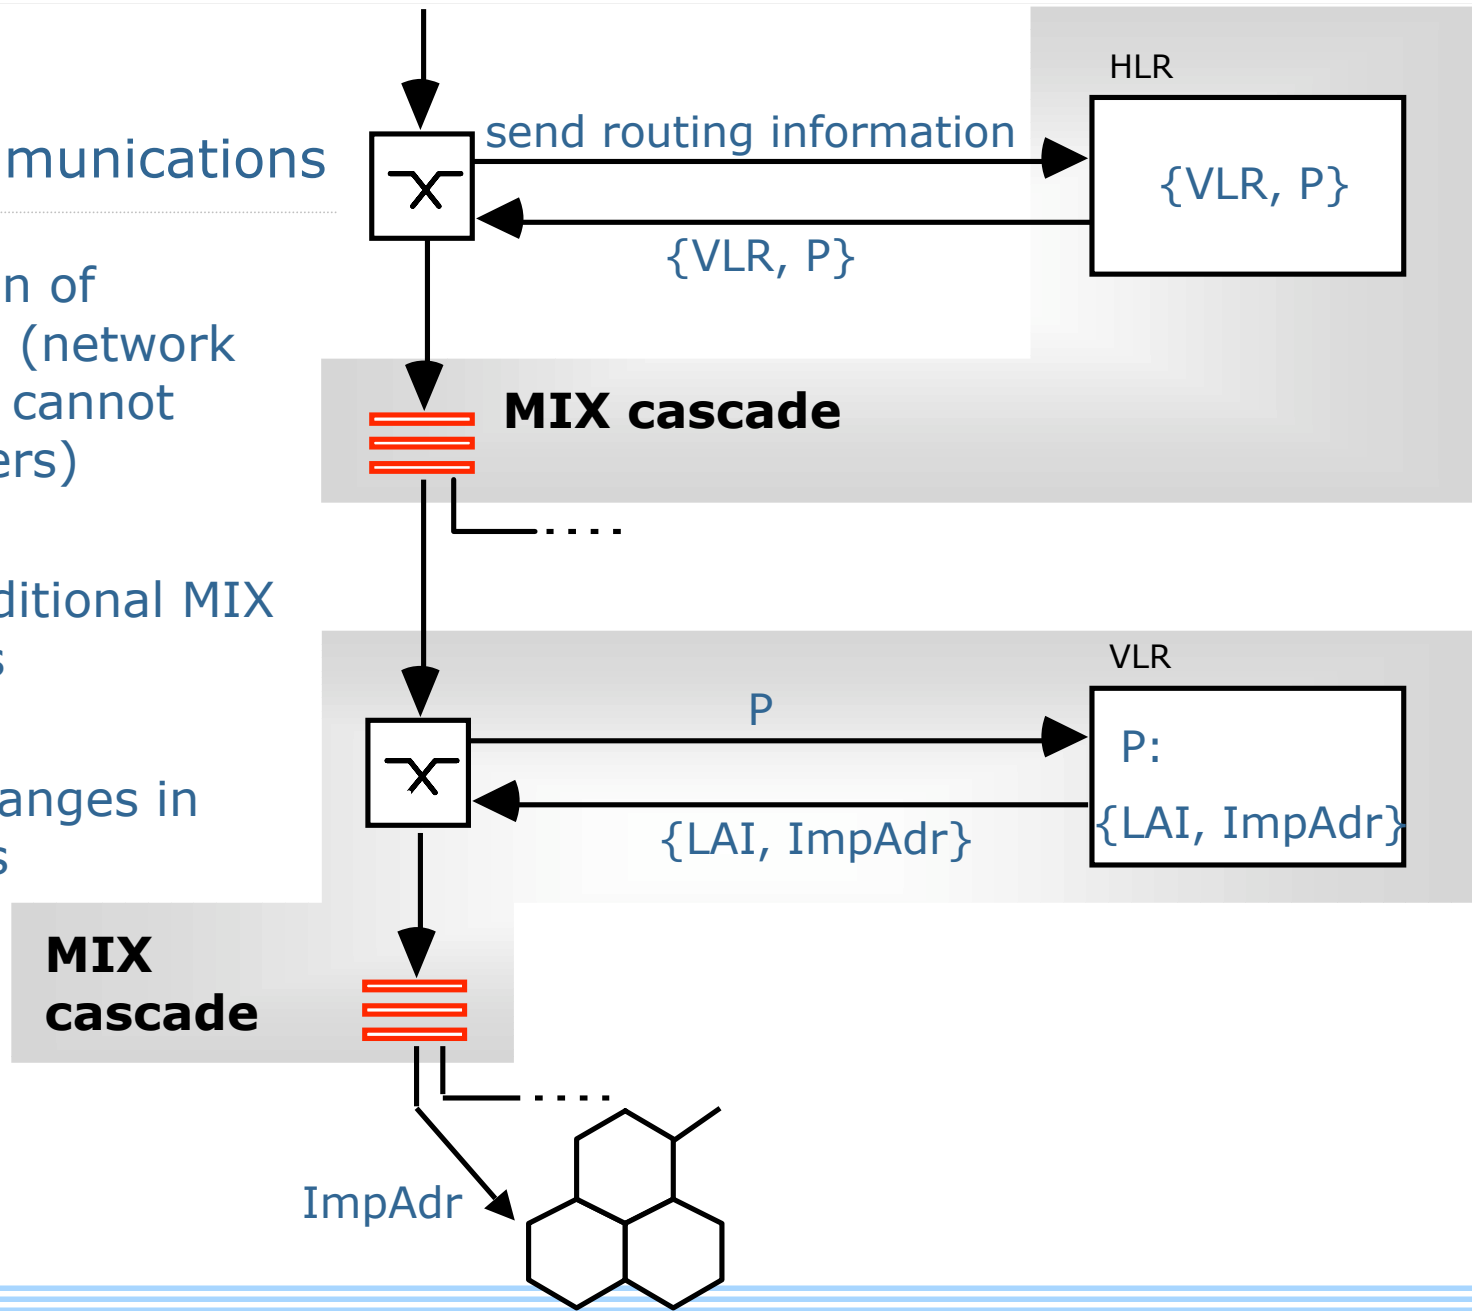 munications
n of
(network
cannot
ers)
ditional MIX
s
anges in
s
HLR
send routing information
{VLR, P}
{VLR, P}
MIX cascade
VLR
P
P:
{LAI, ImpAdr}
{LAI, ImpAdr}
MIX
cascade
ImpAdr